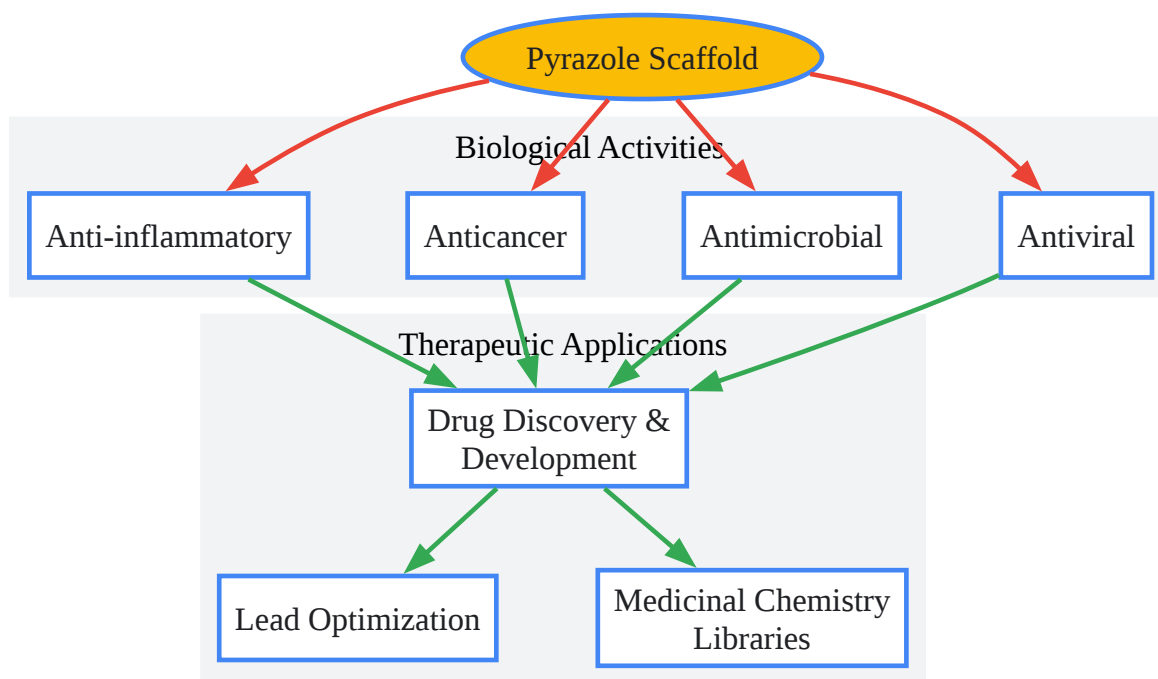 Pyrazole Scaffold
Biological Activities
Anti-inflammatory
Anticancer
Antimicrobial
Antiviral
Therapeutic Applications
Drug Discovery &
Development
Lead Optimization
Medicinal Chemistry
Libraries